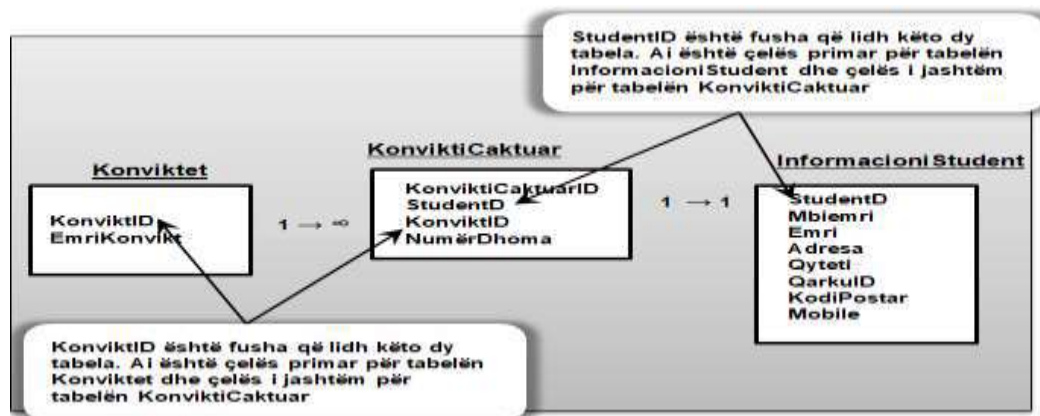 StudentID është fusha që lidh këto dy
tabela. Ai është çelës primar për tabelën
InformacioniStudent dhe çelës i jashtëm
për tabelën KonviktiCaktuar
Konviktet
KonviktID
EmriKonvikt
1 → ∞
KonviktiCaktuar
KonviktiCaktuarID
StudentD
KonviktID
NumërDhoma
1 → 1
InformacioniStudent
StudentD
Mbiemri
Emri
Adresa
Qyteti
QarkuID
KodiPostar
Mobile
KonviktID është fusha që lidh këto dy
tabela. Ai është çelës primar për tabelën
Konviktet dhe çelës i jashtëm për
tabelën KonviktiCaktuar